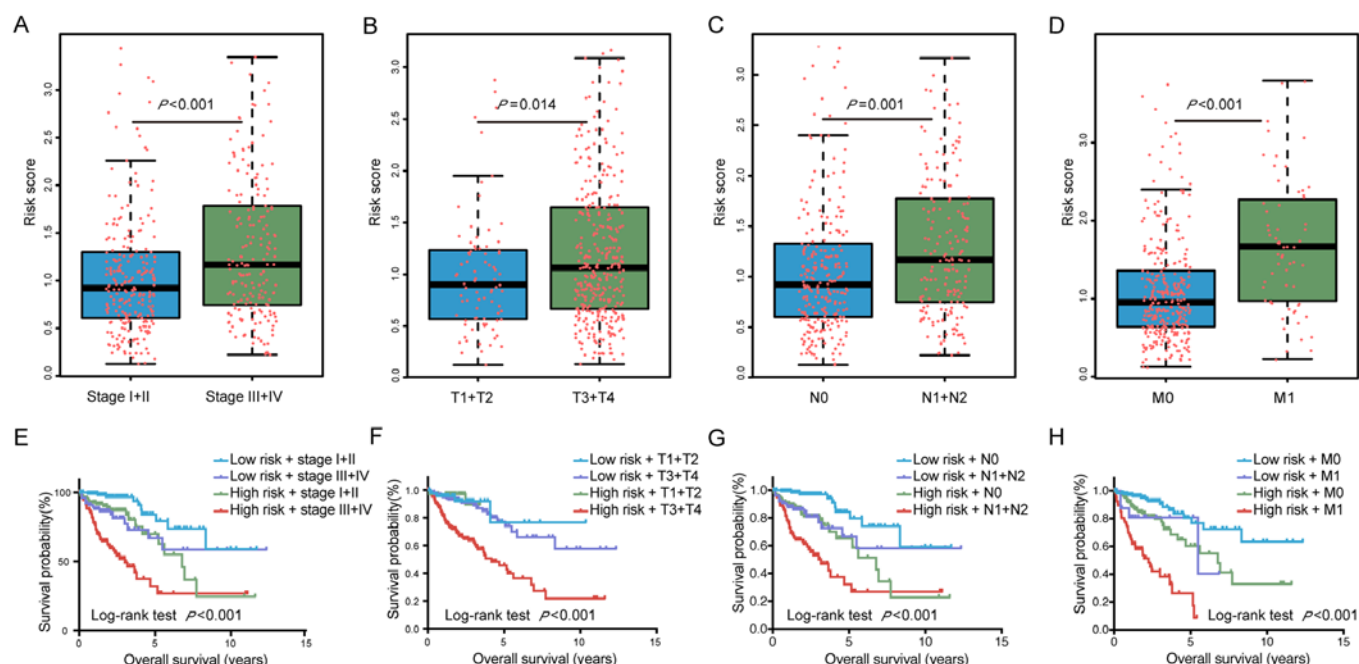 A
Risk score
3.0
2.5
2.0
1.5
1.0
0.5
0.0
P<0.001
Stage I+II
Stage III+IV
B
Risk score
3.0
2.5
2.0
1.5
1.0
0.5
0.0
P=0.014
T1+T2
T3+T4
C
Risk score
3.0
2.5
2.0
1.5
1.0
0.5
0.0
P=0.001
N0
N1+N2
D
Risk score
3.0
2.0
1.0
0.0
P<0.001
M0
M1
E
Low risk + stage I+II
Low risk + stage III+IV
High risk + stage I+II
High risk + stage III+IV
Survival probability(%)
100
50
0
Log-rank test P<0.001
0 5 10 15
Overall survival (years)
F
Low risk + T1+T2
Low risk + T3+T4
High risk + T1+T2
High risk + T3+T4
Survival probability(%)
1.0
0.8
0.6
0.4
0.2
0.0
Log-rank test P<0.001
0 5 10 15
Overall survival (years)
G
Low risk + N0
Low risk + N1+N2
High risk + N0
High risk + N1+N2
Survival probability(%)
1.0
0.8
0.6
0.4
0.2
0.0
Log-rank test P<0.001
0 5 10 15
Overall survival (years)
H
Low risk + M0
Low risk + M1
High risk + M0
High risk + M1
Survival probability(%)
1.0
0.8
0.6
0.4
0.2
0.0
Log-rank test P<0.001
0 5 10 15
Overall survival (years)